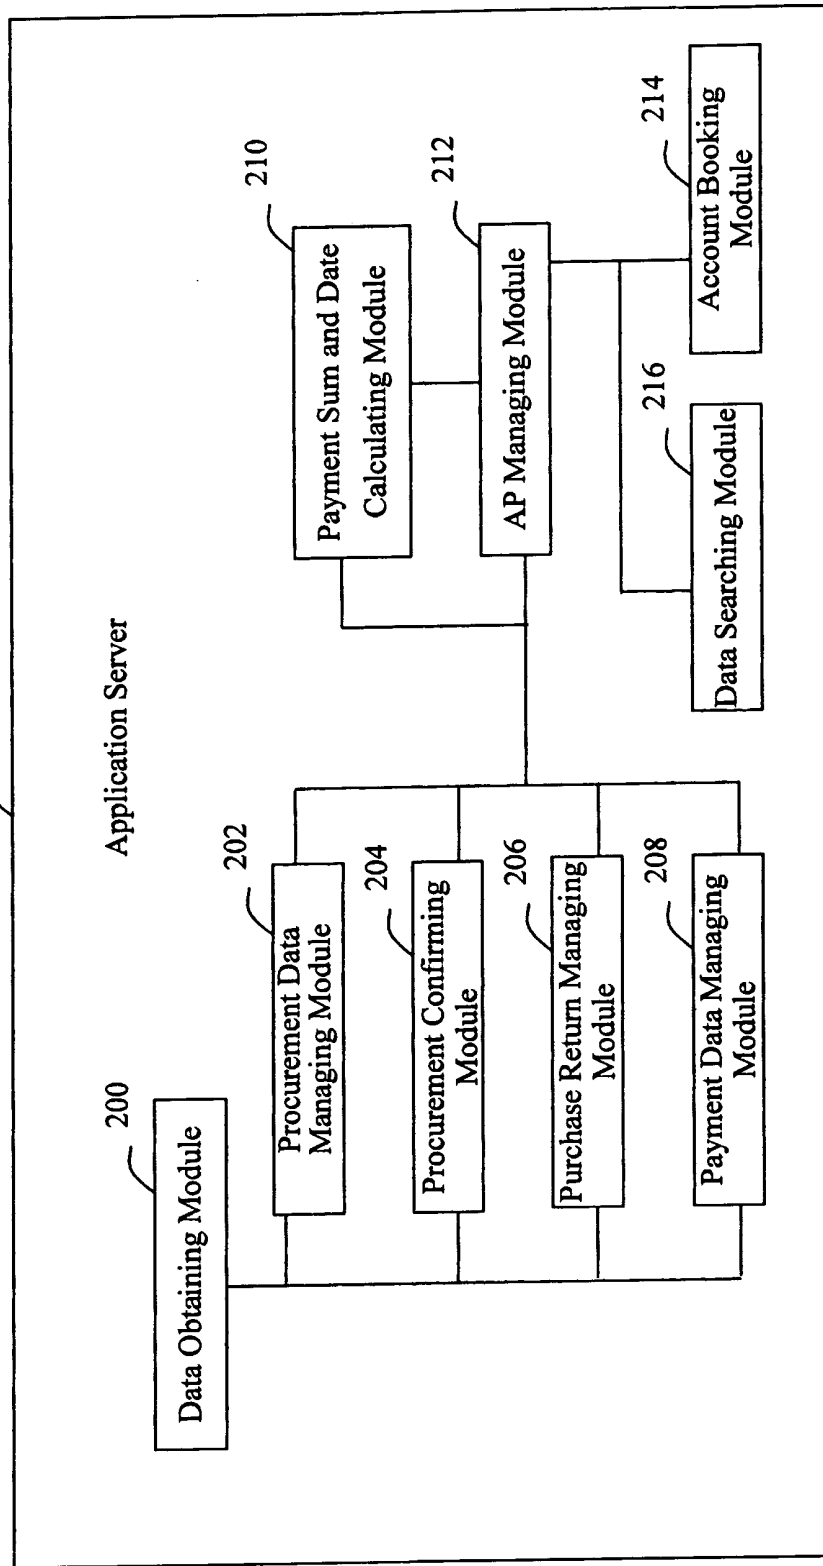 Application Server
200
Data Obtaining Module
202
Procurement Data
Managing Module
204
Procurement Confirming
Module
206
Purchase Return Managing
Module
208
Payment Data Managing
Module
210
Payment Sum and Date
Calculating Module
212
AP Managing Module
216
Data Searching Module
214
Account Booking
Module